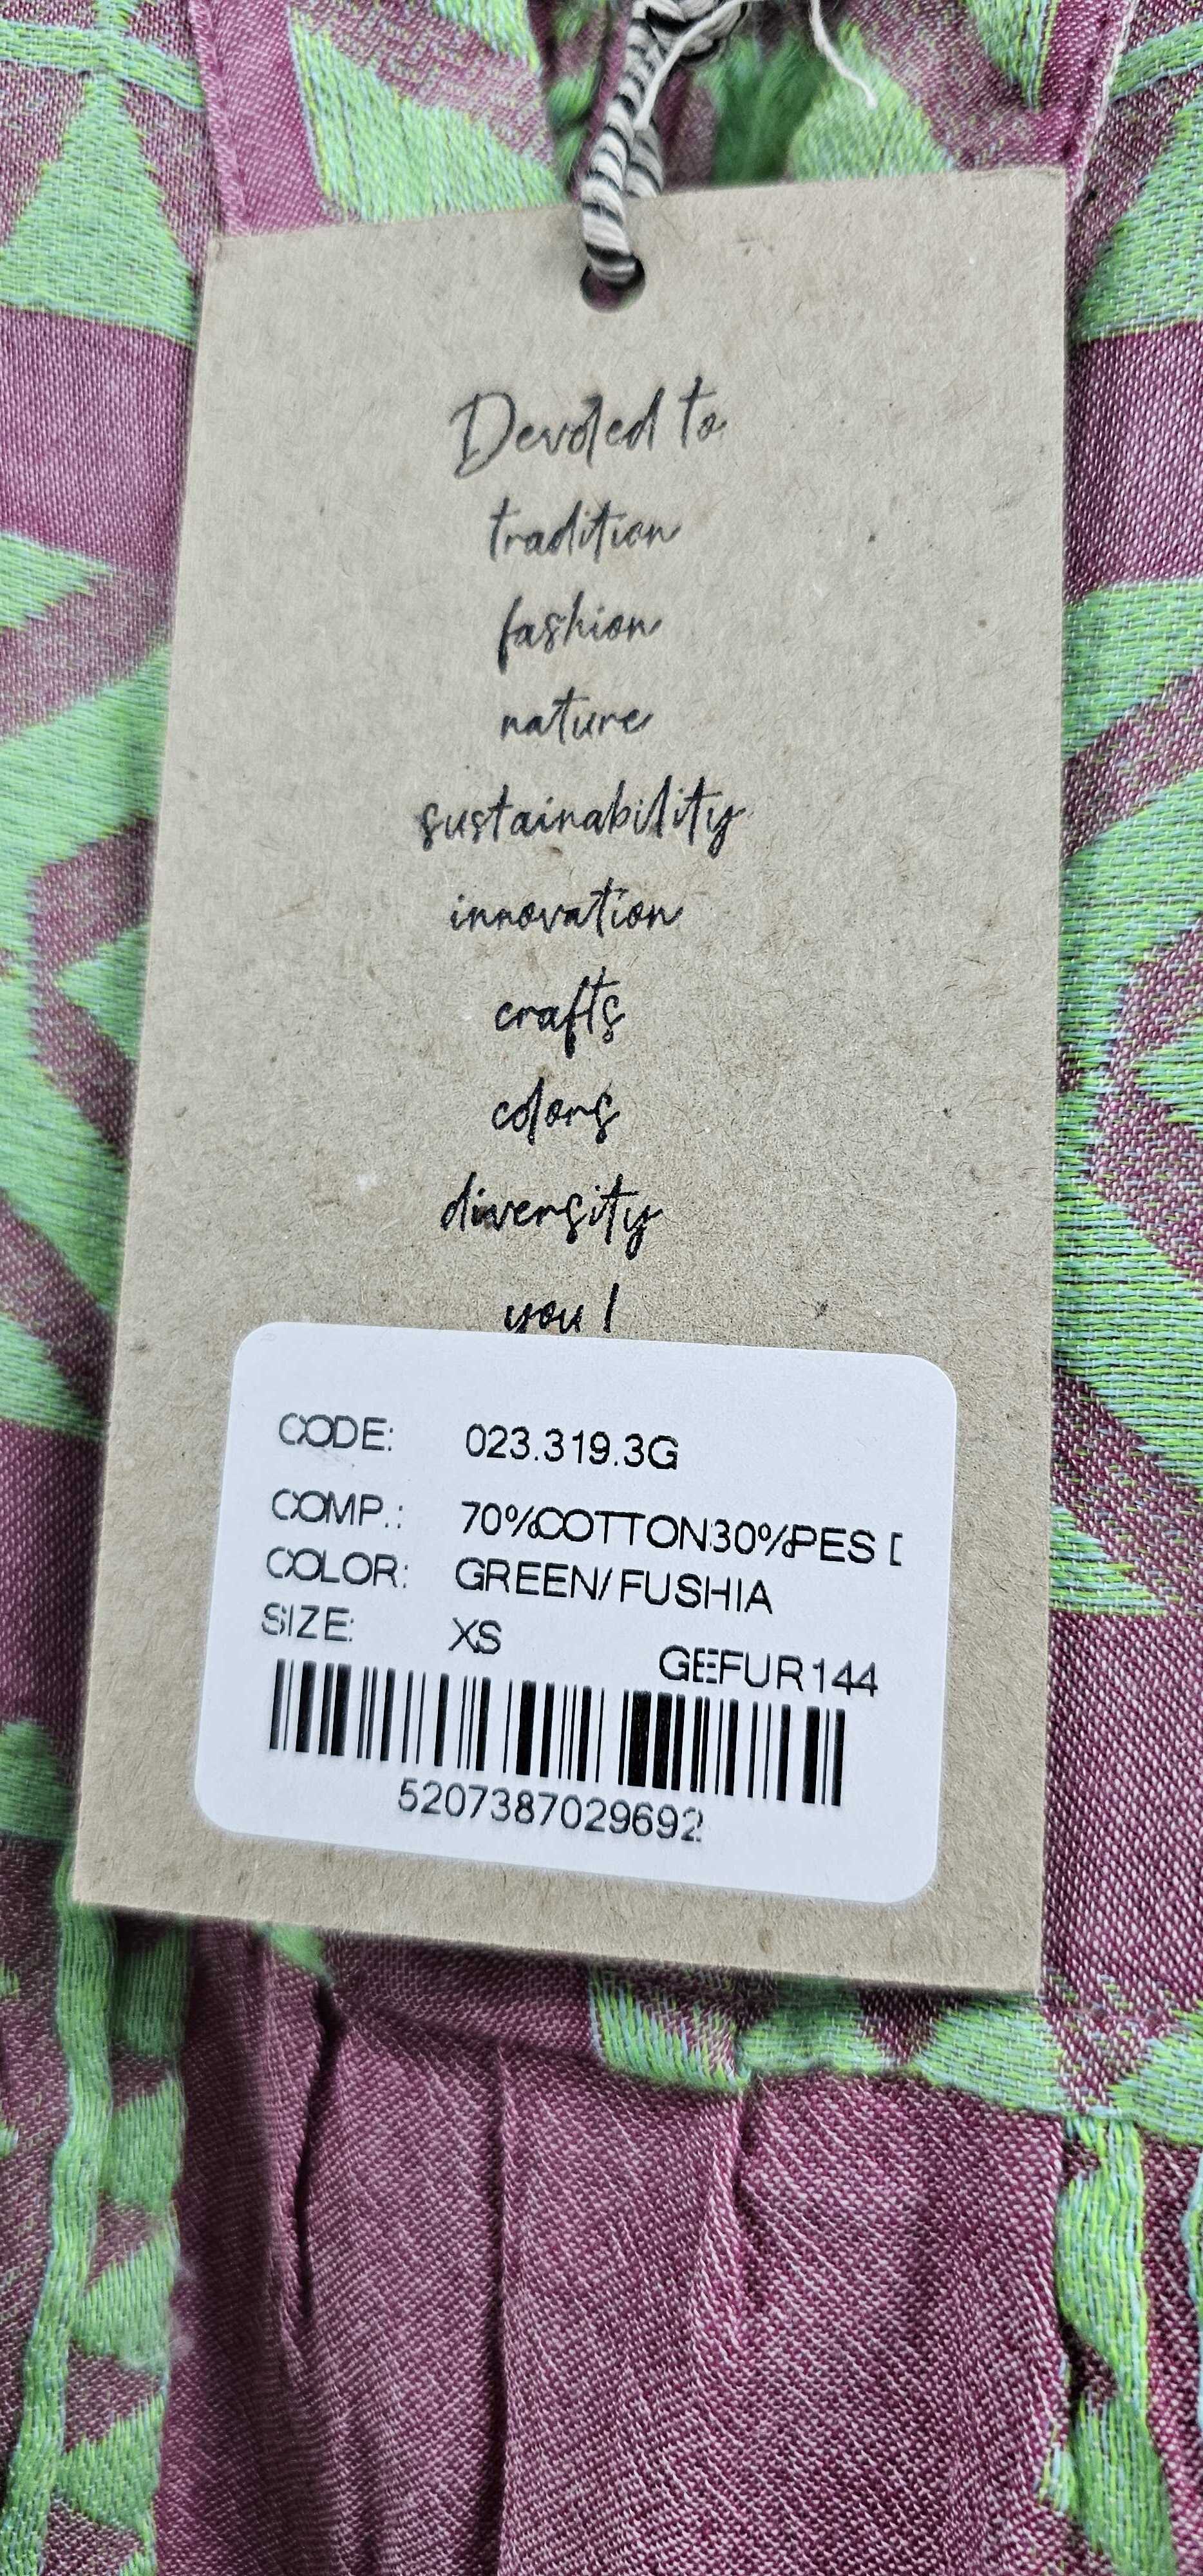 Devoted to
tradition
fashion
nature
sustainability
innovation
crafts
colors
diversity
you!
CODE: 023.319.3G
COMP.: 70%COTTON30%PES
COLOR: GREEN/FUSHIA
SIZE: XS
GEFUR144
5207387029692